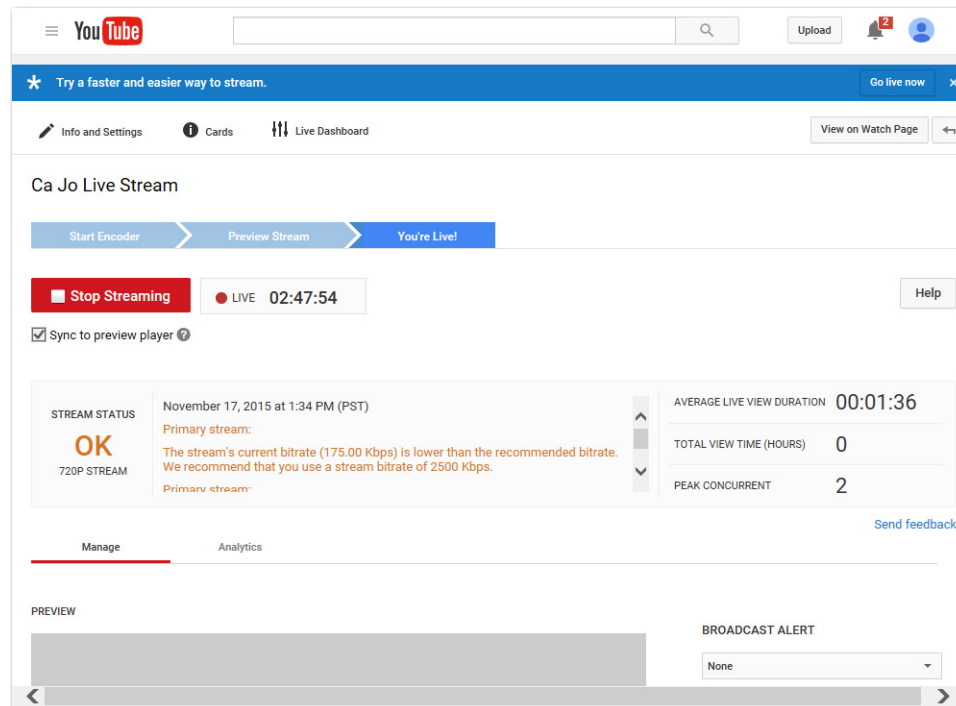 YouTube
Upload
2
Try a faster and easier way to stream.
Go live now
Info and Settings
Cards
Live Dashboard
View on Watch Page
Ca Jo Live Stream
Start Encoder
Preview Stream
You're Live!
Stop Streaming
LIVE 02:47:54
Help
Sync to preview player ?
STREAM STATUS
OK
720P STREAM
November 17, 2015 at 1:34 PM (PST)
Primary stream:
The stream's current bitrate (175.00 Kbps) is lower than the recommended bitrate.
We recommend that you use a stream bitrate of 2500 Kbps.
Primary stream:
AVERAGE LIVE VIEW DURATION 00:01:36
TOTAL VIEW TIME (HOURS) 0
PEAK CONCURRENT 2
Send feedback
Manage
Analytics
PREVIEW
BROADCAST ALERT
None